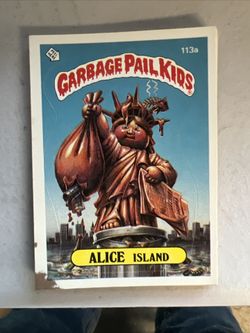 113a
GARBAGE PAIL KIDS
ALICE ISLAND